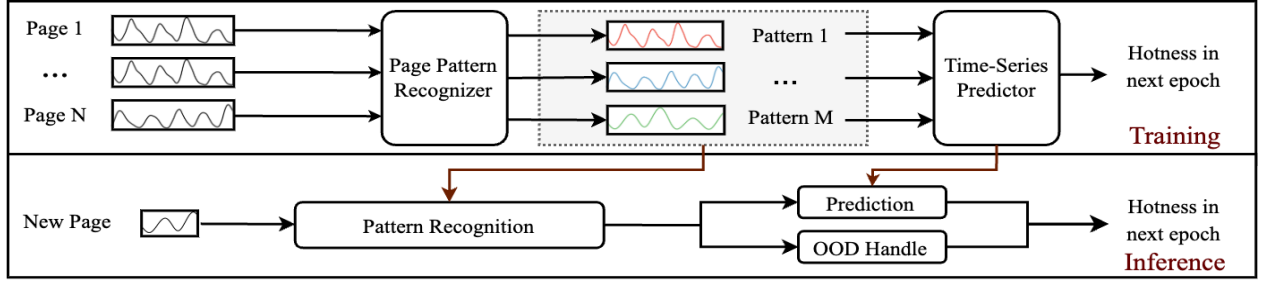 Page 1
...
Page N
Page Pattern
Recognizer
Pattern 1
...
Pattern M
Time-Series
Predictor
Hotness in
next epoch
Training
New Page
Pattern Recognition
Prediction
OOD Handle
Hotness in
next epoch
Inference